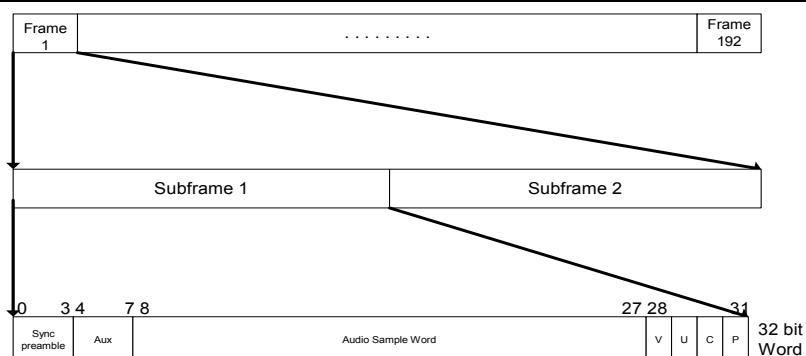 Frame
1
. . . . . . . . .
Frame
192
Subframe 1
Subframe 2
0 3 4 7 8 27 28 31
Sync
preamble
Aux
Audio Sample Word
V
U
C
P
32 bit
Word